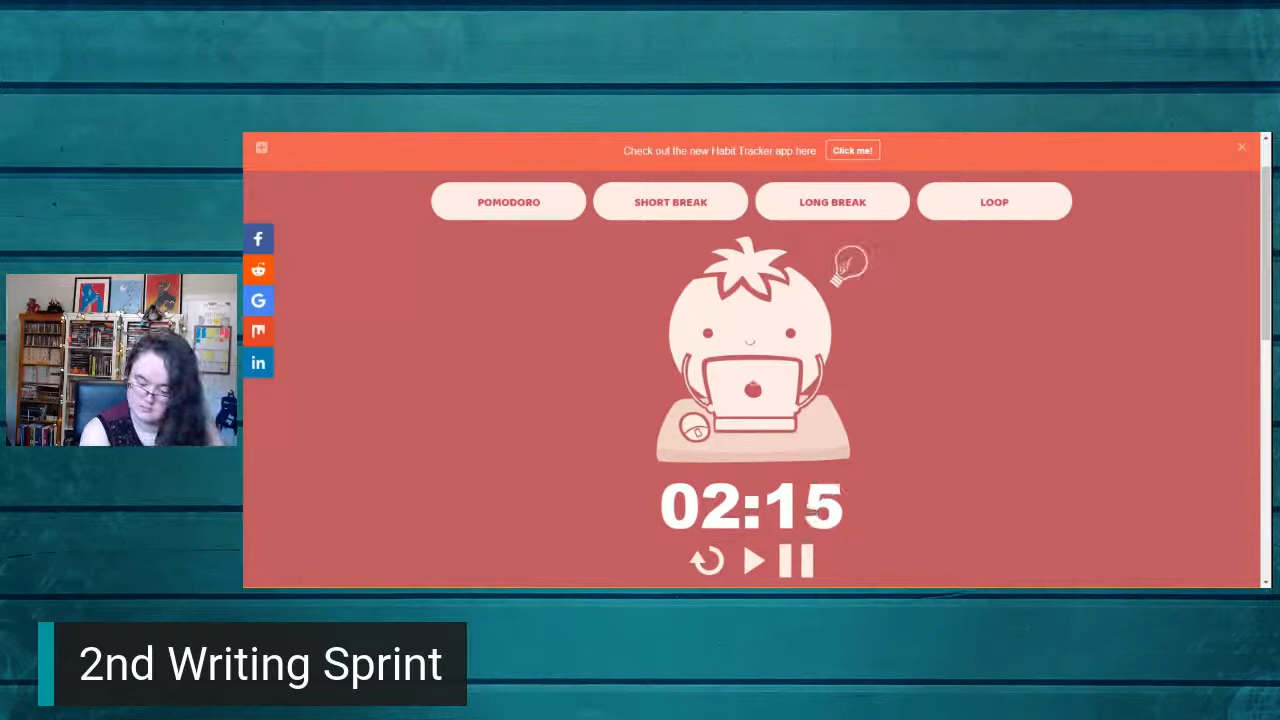 Check out the new Habit Tracker app here Click me!
POMODORO SHORT BREAK LONG BREAK LOOP
02:15
2nd Writing Sprint